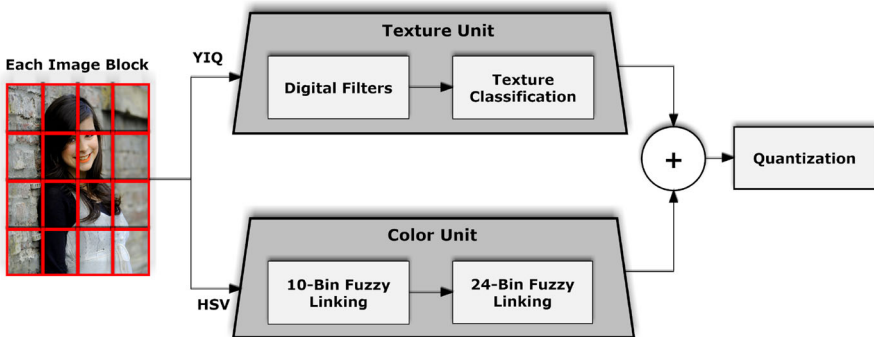 Each Image Block
YIQ
Texture Unit
Digital Filters
Texture
Classification
+
Quantization
HSV
Color Unit
10-Bin Fuzzy
Linking
24-Bin Fuzzy
Linking